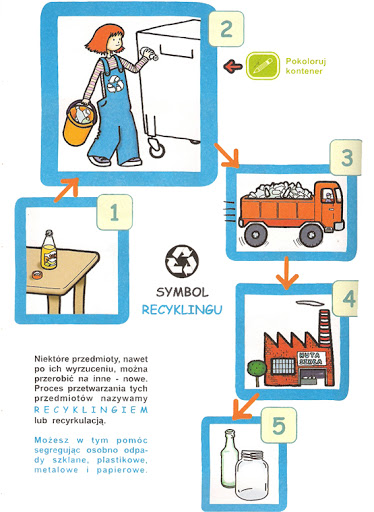 2
Pokoloruj
kontener
3
1
SYMBOL
RECYKLINGU
4
HUTA
SZKŁA
Niektóre przedmioty, nawet
po ich wyrzuceniu, można
przerobić na inne - nowe.
Proces przetwarzania tych
przedmiotów nazywamy
RECYKLINGIEM
lub recyrkulacją.
5
Możesz w tym pomóc
segregując osobno odpa-
dy szklane, plastikowe,
metalowe i papierowe.